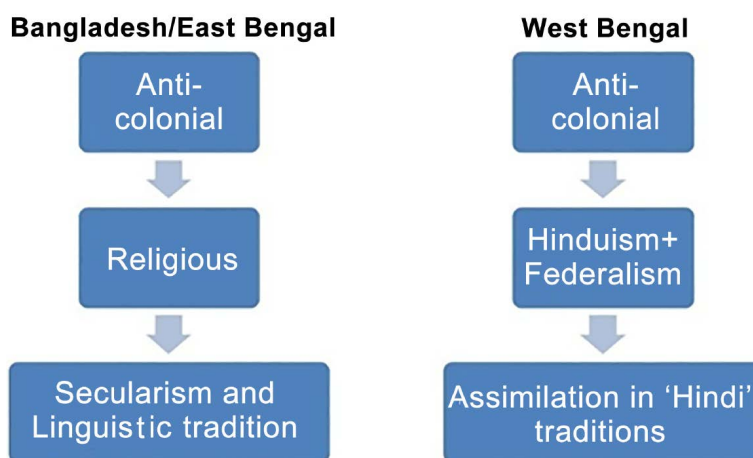 Bangladesh/East Bengal
Anti-
colonial
Religious
Secularism and
Linguistic tradition
West Bengal
Anti-
colonial
Hinduism+
Federalism
Assimilation in ‘Hindi’
traditions